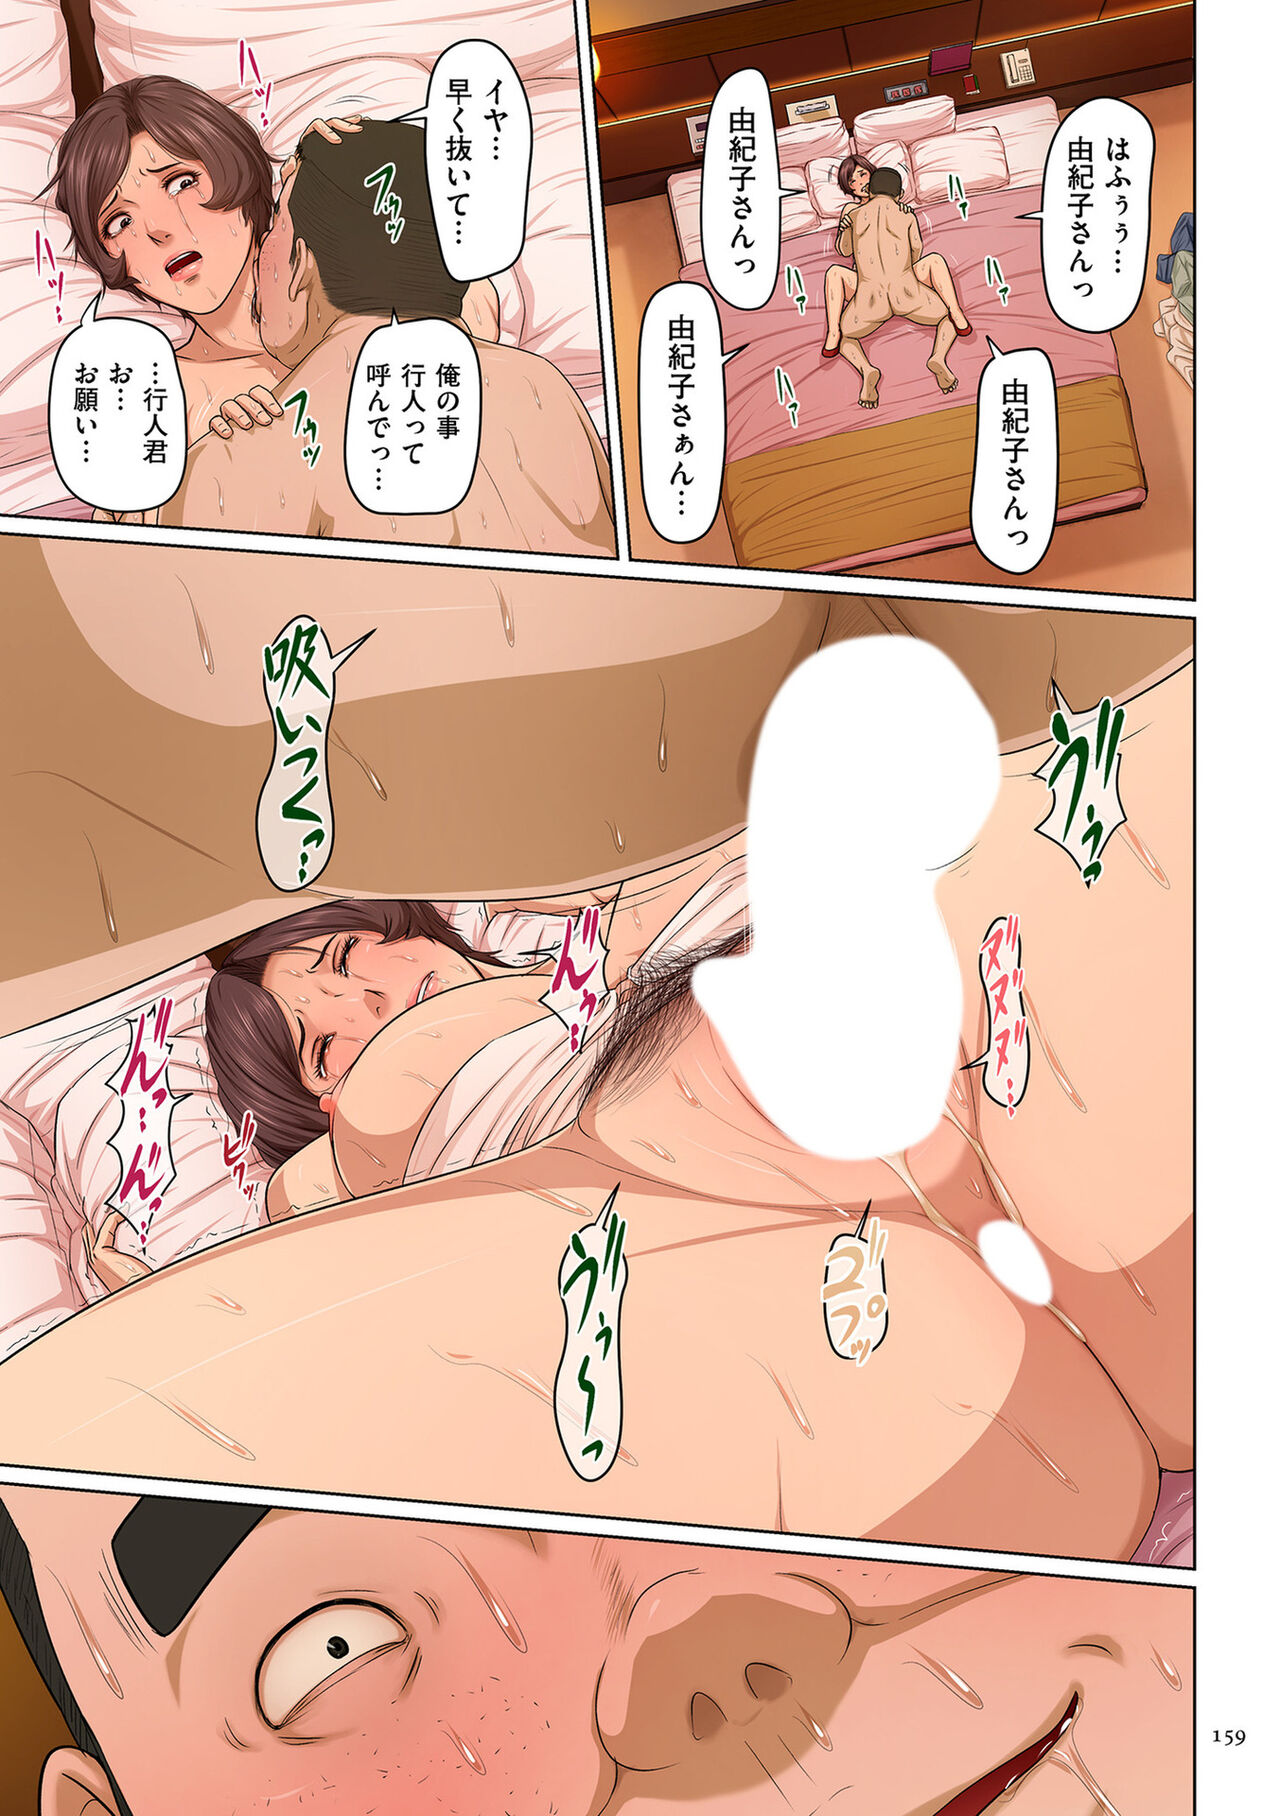 はふぅぅ…
由紀子さんっ
由紀子さんっ
由紀子さんっ
由紀子さぁん…
ハァ
ハァ
ハァ
ハァ
イヤ…
早く抜いて…
俺の事
行人って
呼んでっ…
…行人君
お…
お願い…
ハッ
ハッ
フゥッ
フゥッ
うぅっ…
吸いつくっ…
ヌヌヌ…
んぅっ…
んっ…んっ…
ビクッ
うぅ～っ
ゴプッ
159